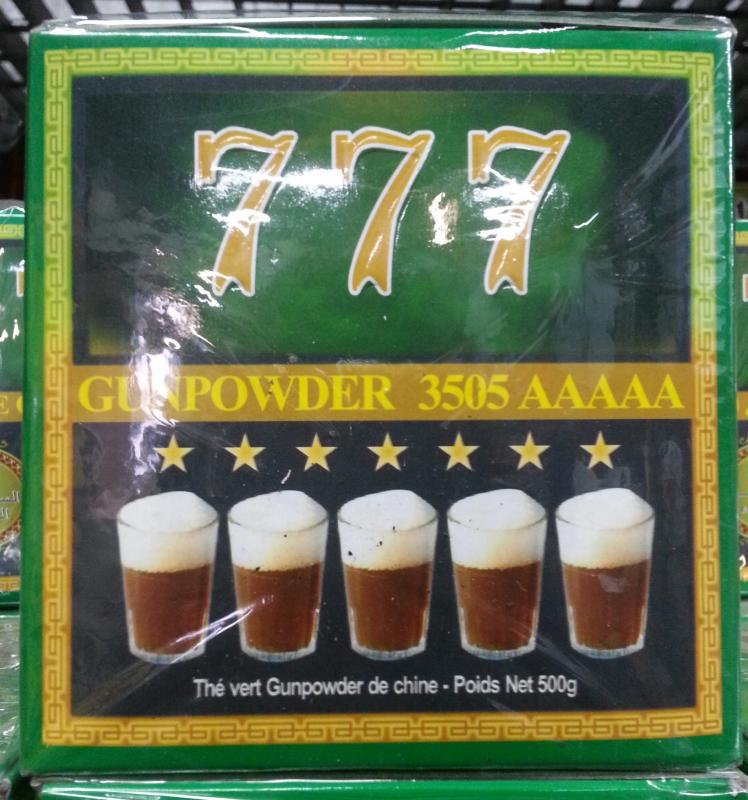 777
GUNPOWDER 3505 AAAAA
Thé vert Gunpowder de chine - Poids Net 500g